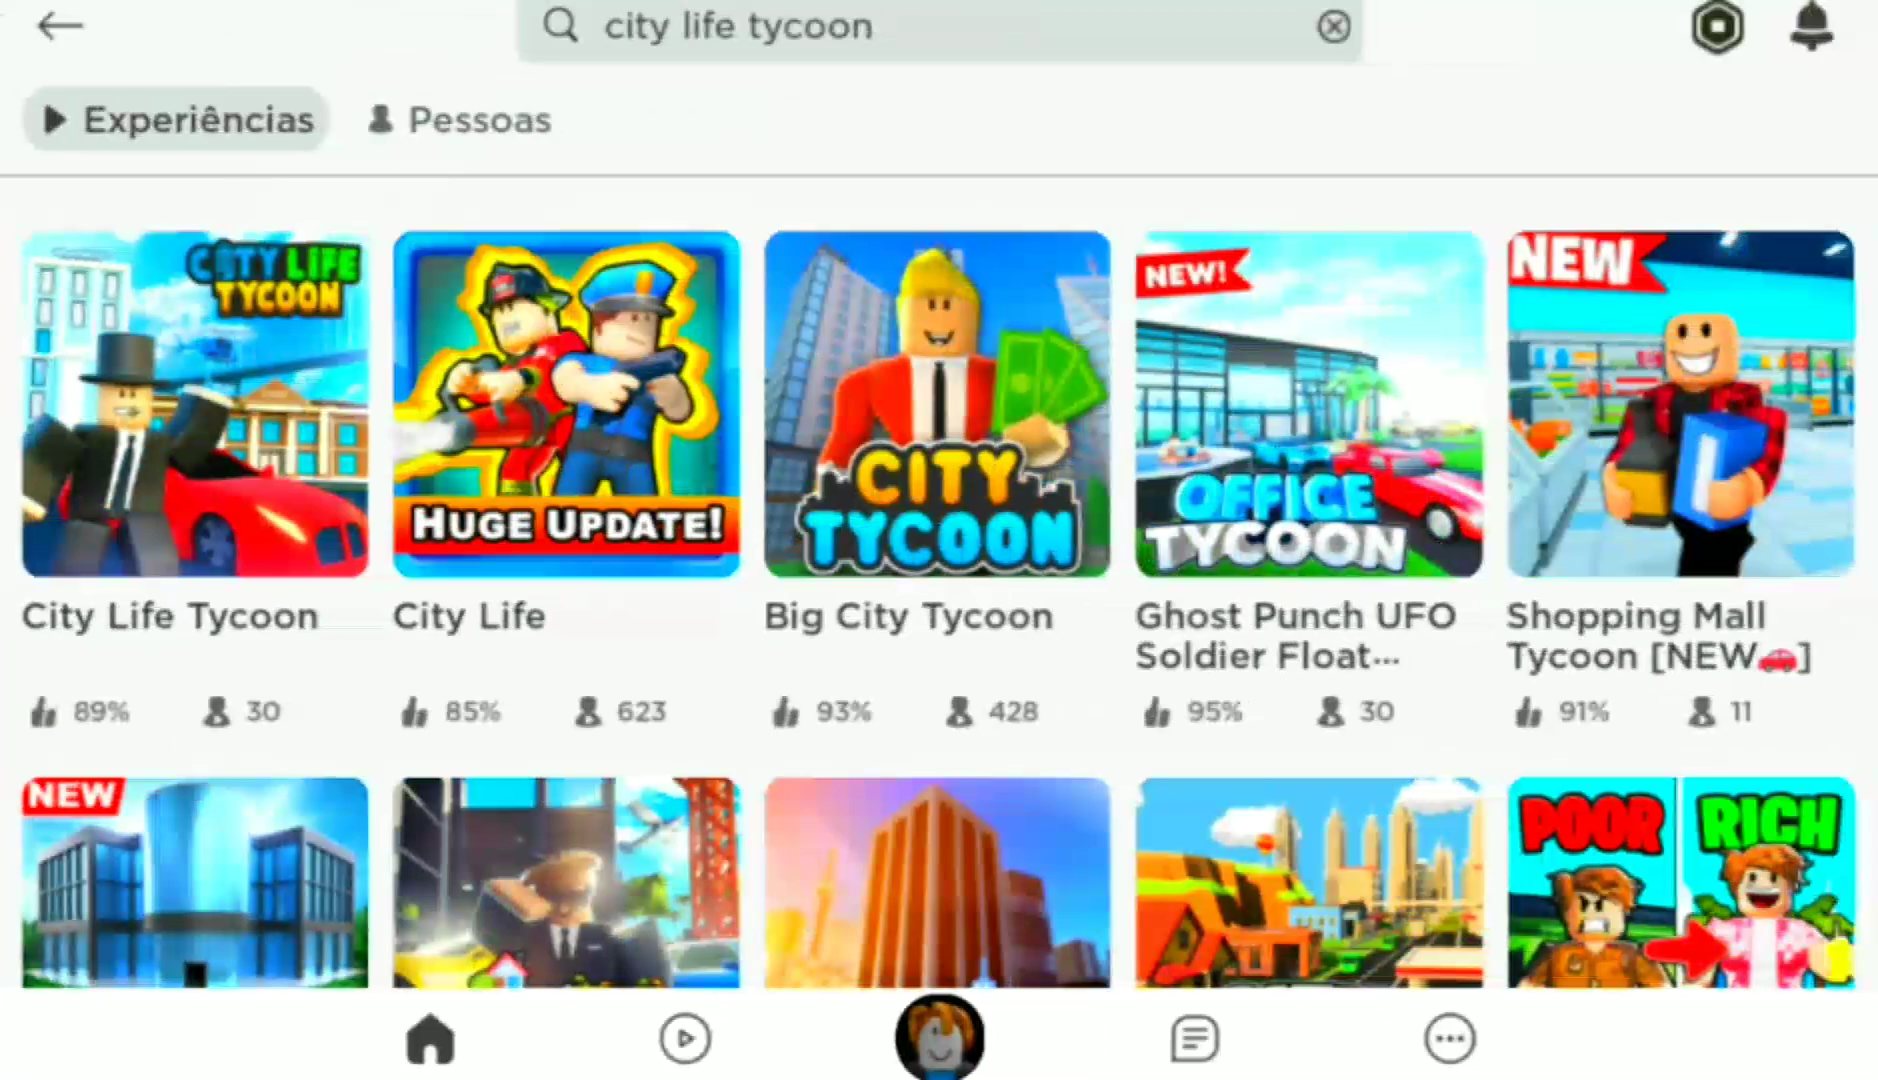 city life tycoon
Experiências
Pessoas
CITY LIFE
TYCOON
HUGE UPDATE!
CITY
TYCOON
NEW!
OFFICE
TYCOON
NEW
City Life Tycoon
City Life
Big City Tycoon
Ghost Punch UFO
Soldier Float...
Shopping Mall
Tycoon [NEW🚗]
89%
30
85%
623
93%
428
95%
30
91%
11
NEW
POOR
RICH